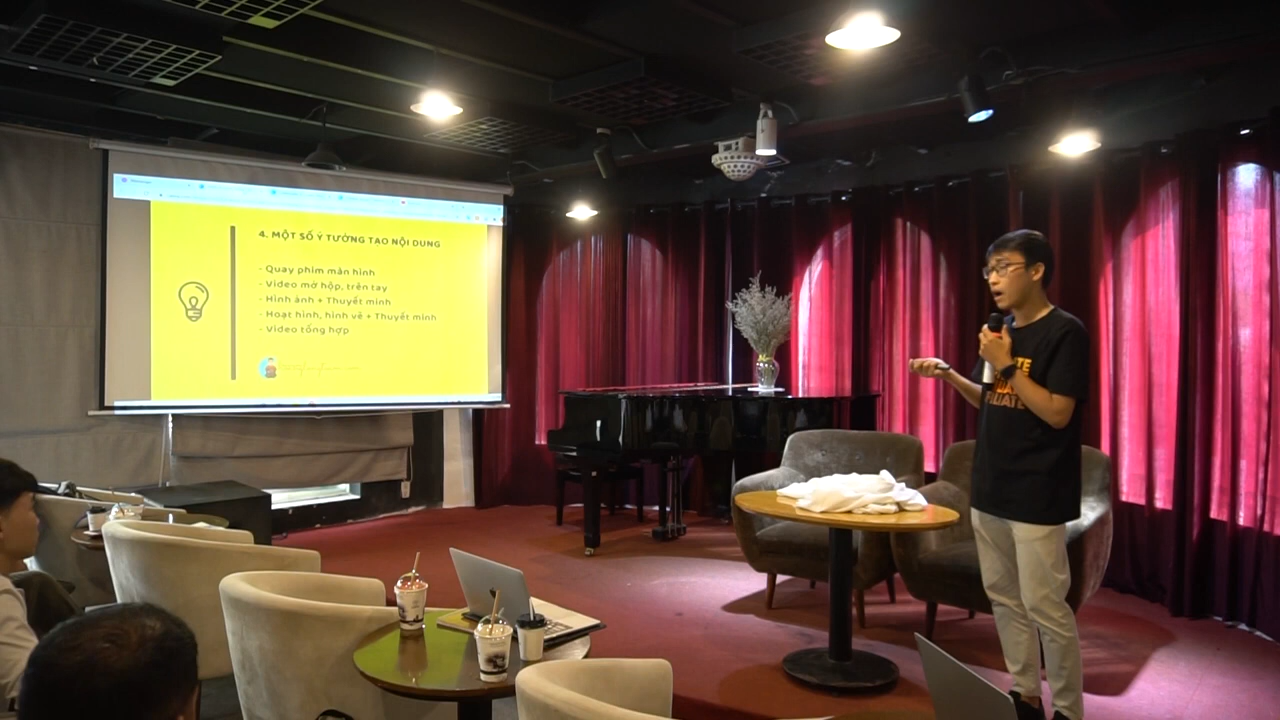 4. MỘT SỐ Ý TƯỞNG TẠO NỘI DUNG
- Quay phim màn hình
- Video mở hộp, trên tay
- Hình ảnh + Thuyết minh
- Hoạt hình, hình vẽ + Thuyết minh
- Video tổng hợp